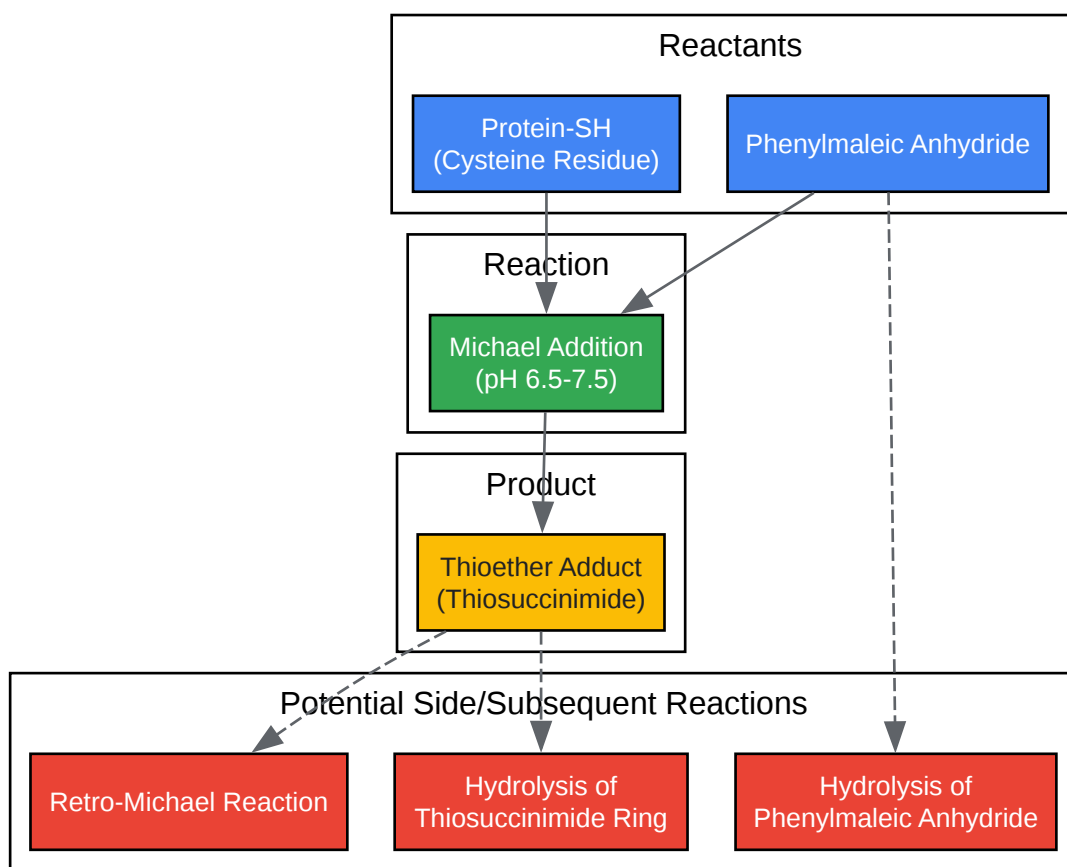 Reactants
Protein-SH
(Cysteine Residue)
Phenylmaleic Anhydride
Reaction
Michael Addition
(pH 6.5-7.5)
Product
Thioether Adduct
(Thiosuccinimide)
Potential Side/Subsequent Reactions
Retro-Michael Reaction
Hydrolysis of
Thiosuccinimide Ring
Hydrolysis of
Phenylmaleic Anhydride